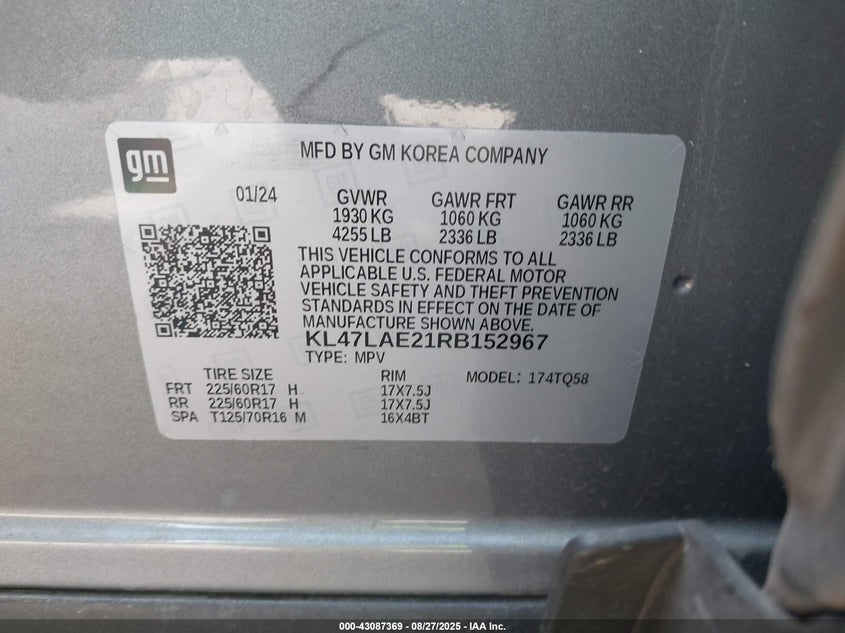 gm
MFD BY GM KOREA COMPANY
01/24 GVWR GAWR FRT GAWR RR
1930 KG 1060 KG 1060 KG
4255 LB 2336 LB 2336 LB
THIS VEHICLE CONFORMS TO ALL
APPLICABLE U.S. FEDERAL MOTOR
VEHICLE SAFETY AND THEFT PREVENTION
STANDARDS IN EFFECT ON THE DATE OF
MANUFACTURE SHOWN ABOVE.
KL47LAE21RB152967
TYPE: MPV
TIRE SIZE RIM MODEL: 174TQ58
FRT 225/60R17 H 17X7.5J
RR 225/60R17 H 17X7.5J
SPA T125/70R16 M 16X4BT
000-43087369 - 08/27/2025 - IAA Inc.